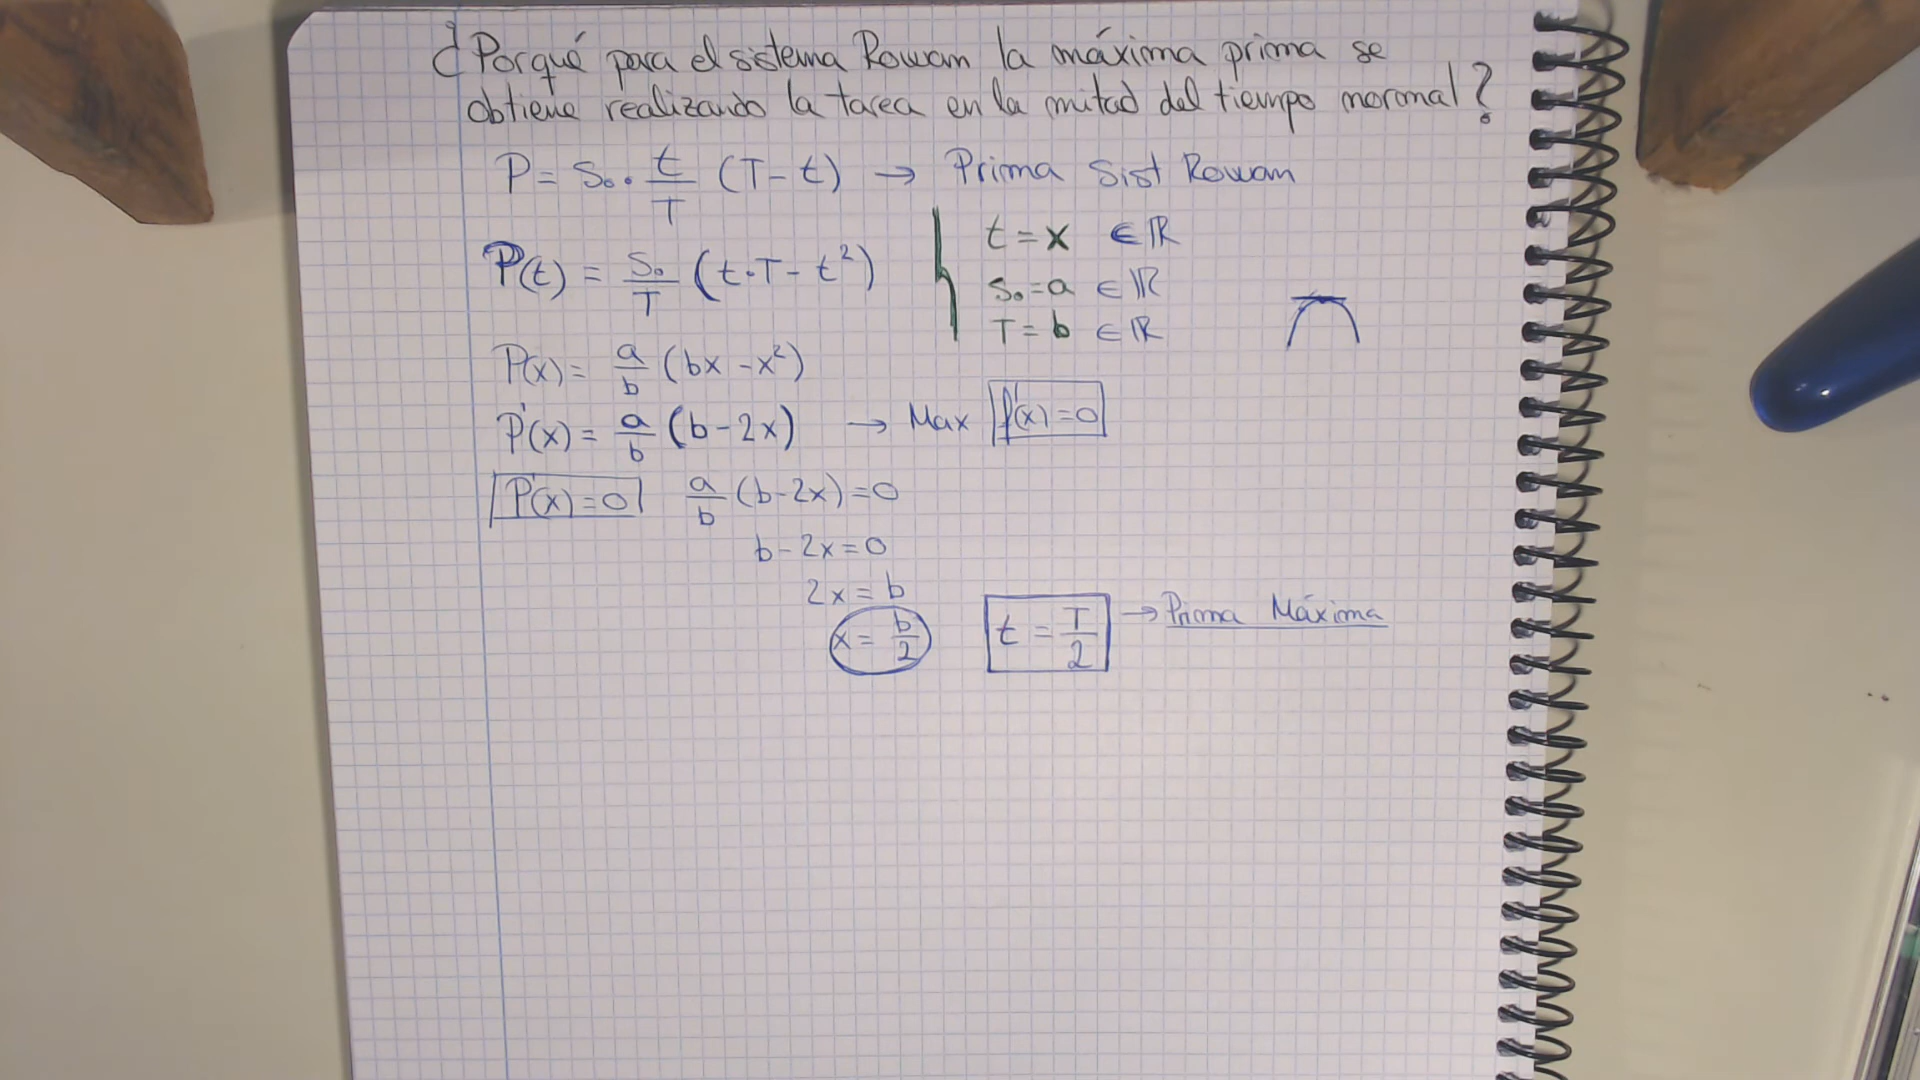 ¿Porqué para el sistema Rowan la máxima prima se
obtiene realizando la tarea en la mitad del tiempo normal?
P = S₀ · t/T (T - t) → Prima Sist Rowan
P(t) = S₀/T (t·T - t²)
t = x ∈ ℝ
S₀ = a ∈ ℝ
T = b ∈ ℝ
P(x) = a/b (bx - x²)
P'(x) = a/b (b - 2x) → Max f'(x) = 0
P'(x) = 0 a/b (b - 2x) = 0
b - 2x = 0
2x = b
x = b/2 t = T/2 → Prima Máxima